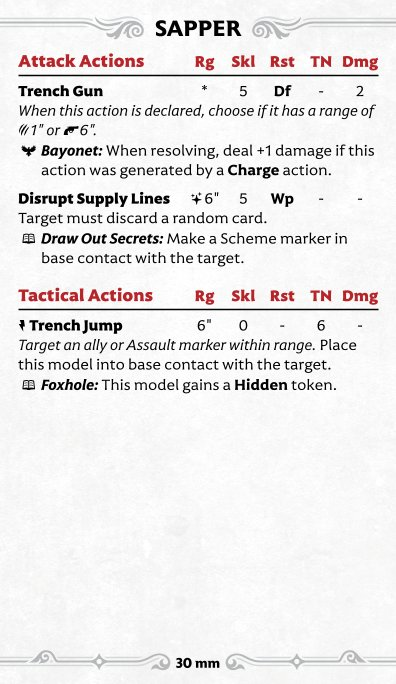 SAPPER
Attack Actions Rg Skl Rst TN Dmg
Trench Gun * 5 Df - 2
When this action is declared, choose if it has a range of
1" or 6".
Bayonet: When resolving, deal +1 damage if this
action was generated by a Charge action.
Disrupt Supply Lines 6" 5 Wp - -
Target must discard a random card.
Draw Out Secrets: Make a Scheme marker in
base contact with the target.
Tactical Actions Rg Skl Rst TN Dmg
Trench Jump 6" 0 - 6 -
Target an ally or Assault marker within range. Place
this model into base contact with the target.
Foxhole: This model gains a Hidden token.
30 mm